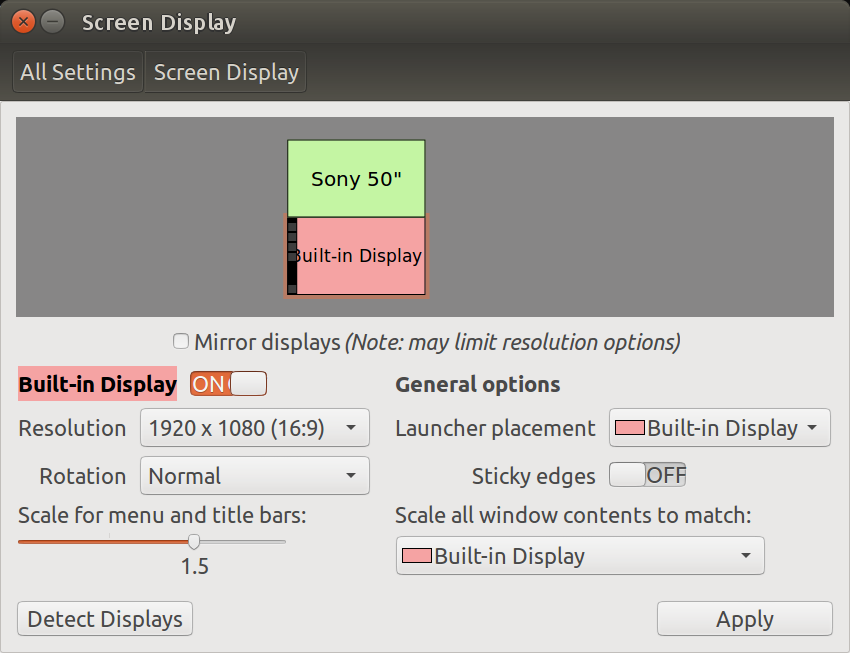 Screen Display
All Settings Screen Display
Sony 50"
Built-in Display
Mirror displays (Note: may limit resolution options)
Built-in Display ON
General options
Resolution 1920 x 1080 (16:9)
Launcher placement Built-in Display
Rotation Normal
Sticky edges OFF
Scale for menu and title bars:
Scale all window contents to match:
1.5
Built-in Display
Detect Displays
Apply